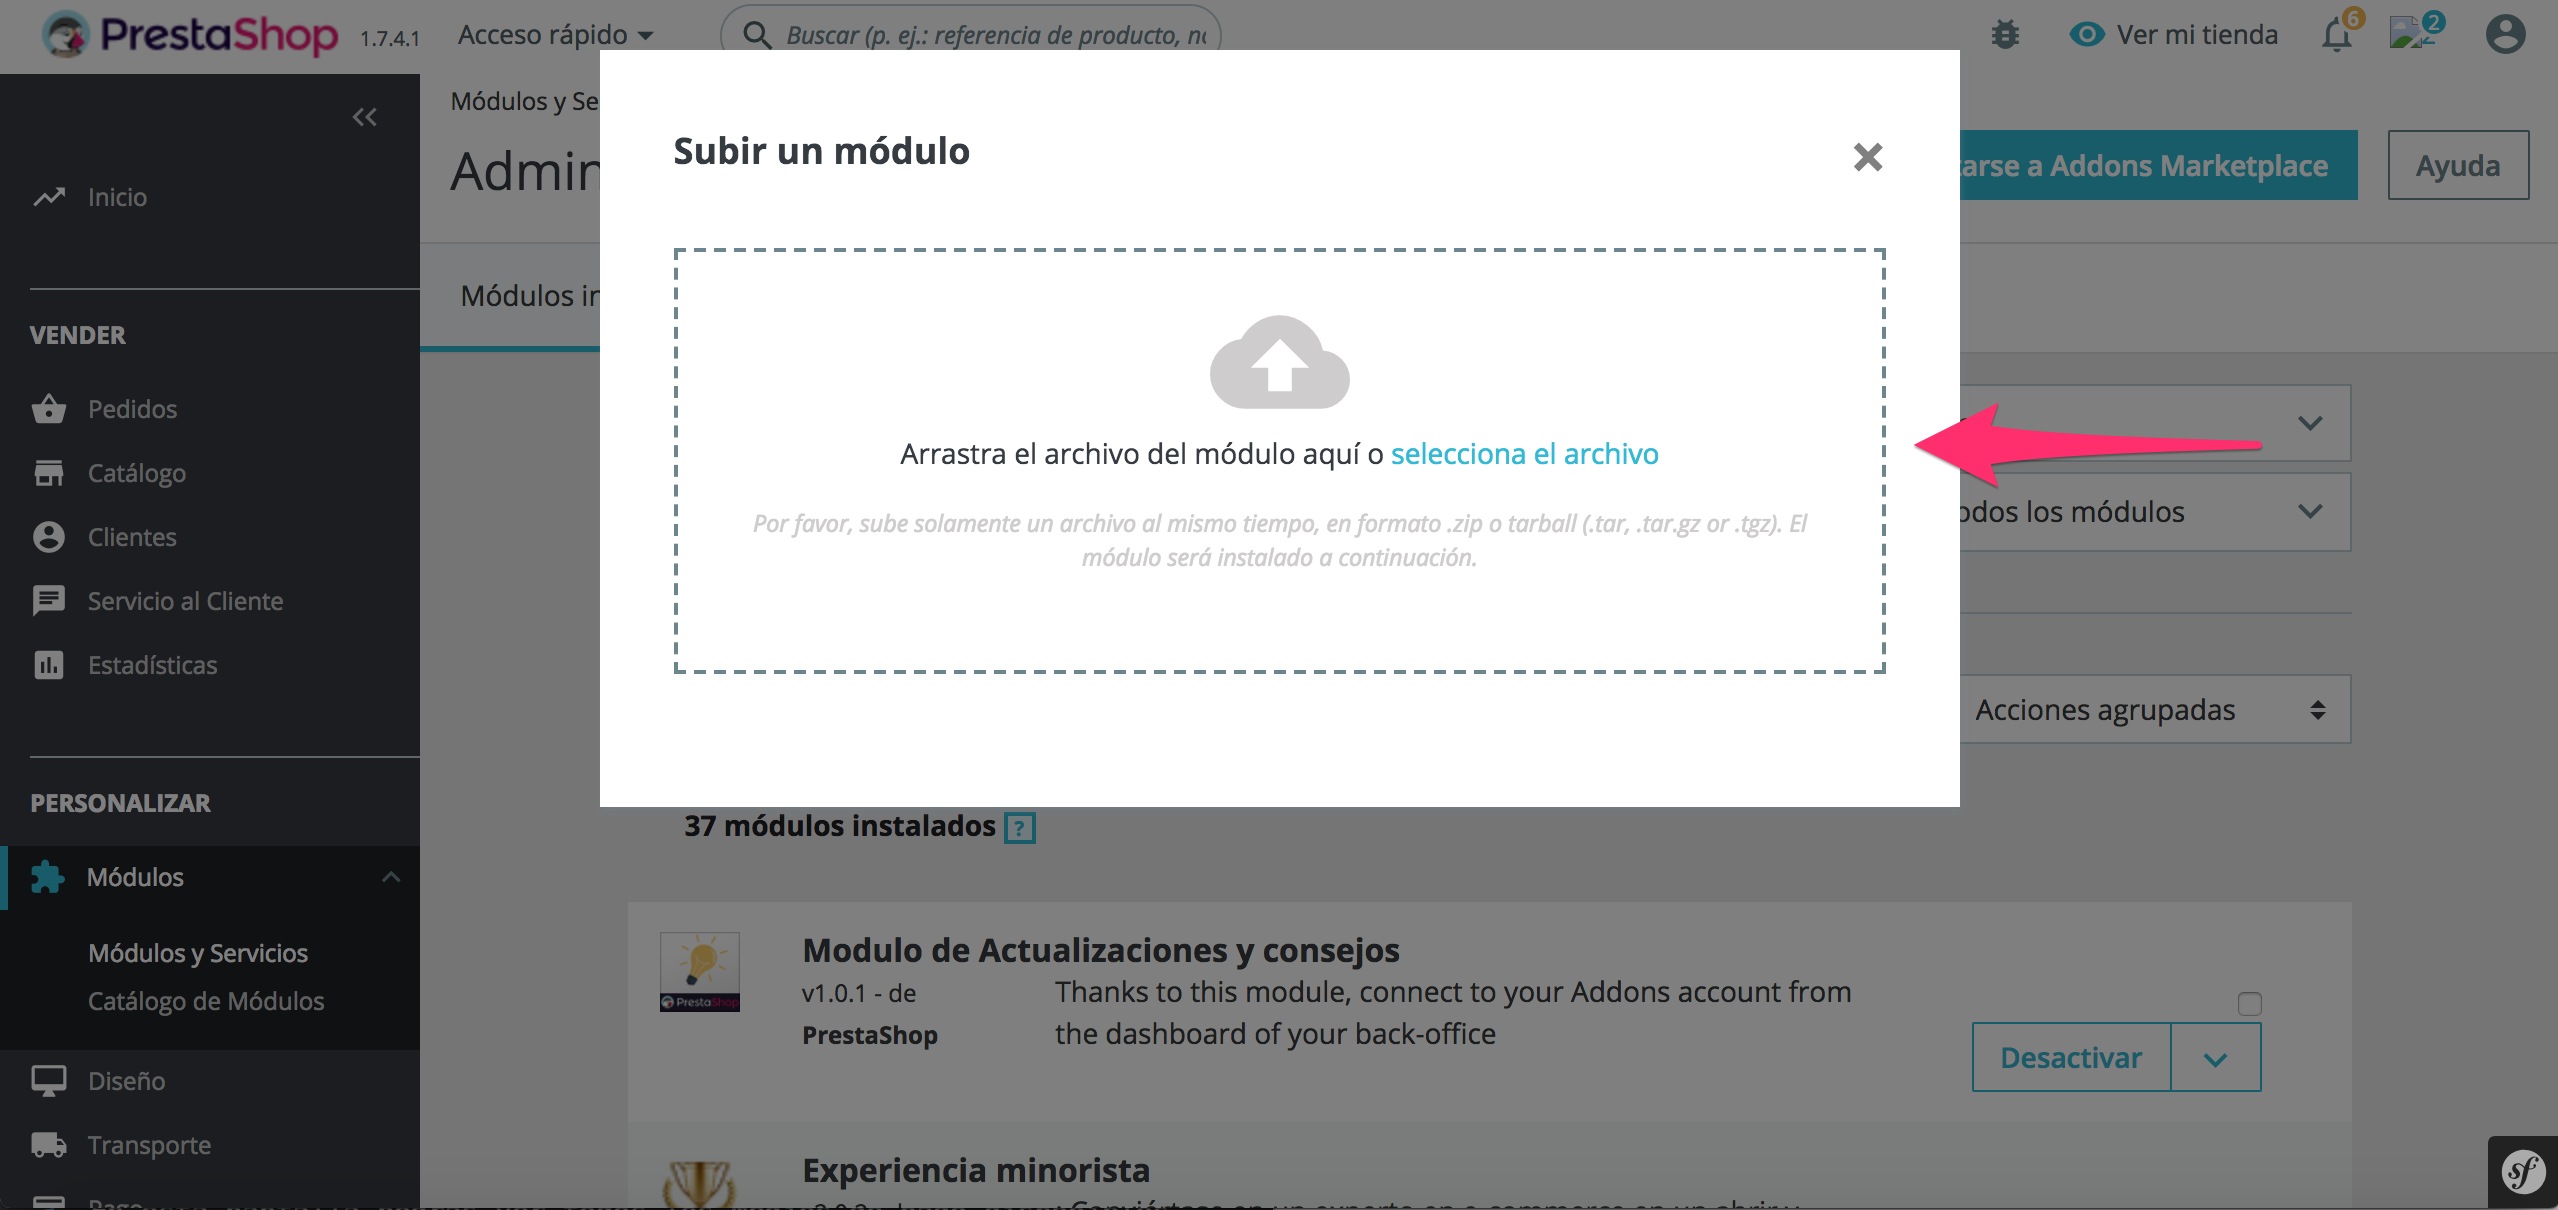 PrestaShop 1.7.4.1 Acceso rápido Buscar (p. ej.: referencia de producto, nc Ver mi tienda 6 2
Módulos y Se
Admin
arse a Addons Marketplace Ayuda
Subir un módulo
Inicio
Módulos in
VENDER
Pedidos
Catálogo
Clientes
Servicio al Cliente
Estadísticas
Arrastra el archivo del módulo aquí o selecciona el archivo
Por favor, sube solamente un archivo al mismo tiempo, en formato .zip o tarball (.tar, .tar.gz or .tgz). El
módulo será instalado a continuación.
odos los módulos
Acciones agrupadas
PERSONALIZAR
Módulos
Módulos y Servicios
Catálogo de Módulos
Diseño
Transporte
37 módulos instalados ?
Modulo de Actualizaciones y consejos
v1.0.1 - de
PrestaShop
Thanks to this module, connect to your Addons account from
the dashboard of your back-office
PrestaShop
Desactivar
Experiencia minorista
sf